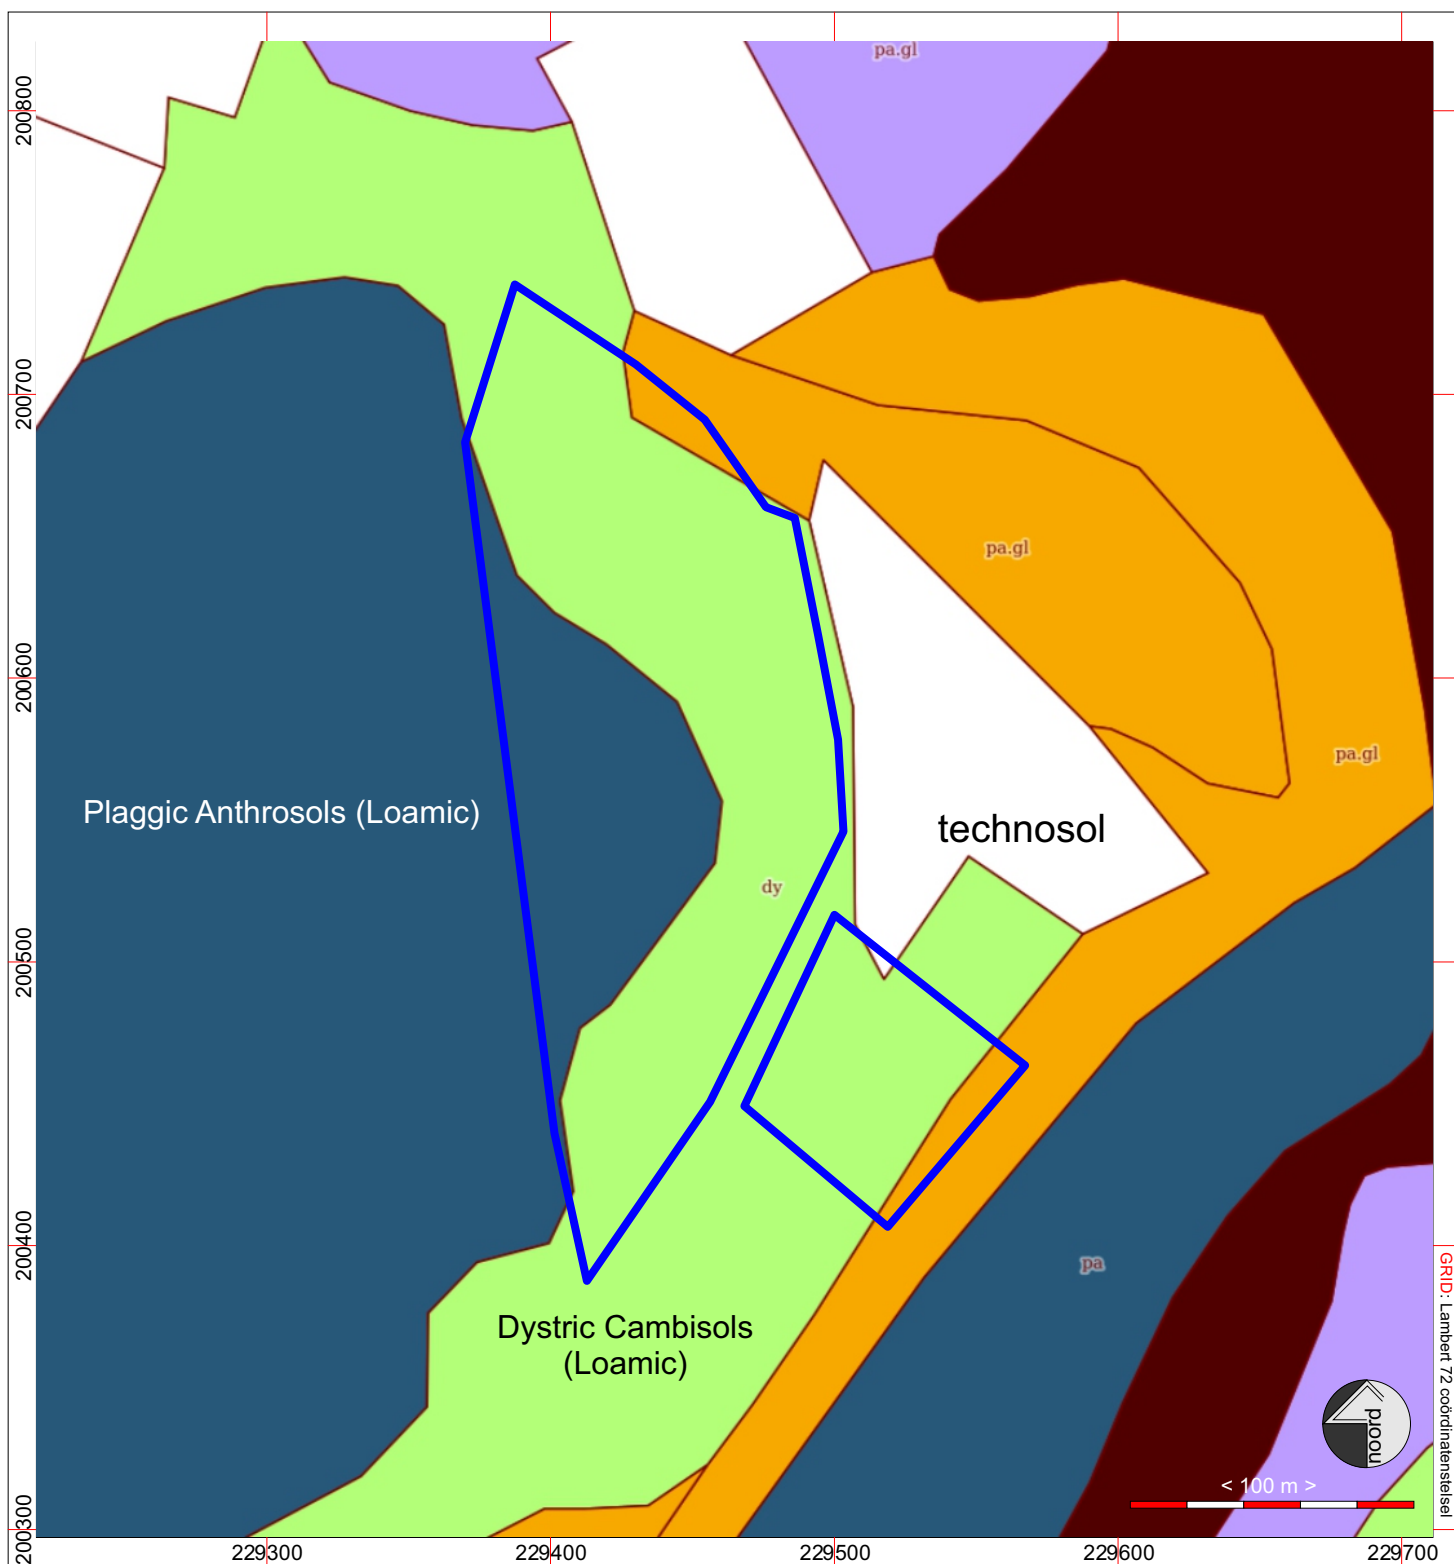 pa.gl
200800
200700
pa.gl
200600
pa.gl
Plaggic Anthrosols (Loamic)
technosol
dy
200500
200400
pa
Dystric Cambisols
(Loamic)
GRID: Lambert 72 coördinatenstelsel
noord
< 100 m >
200300
229300
229400
229500
229600
229700